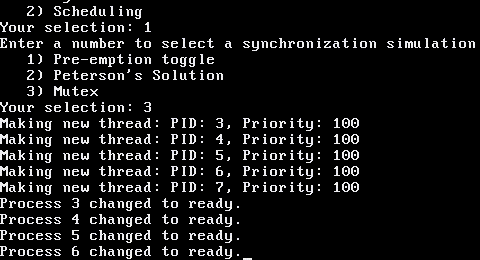 2) Scheduling
Your selection: 1
Enter a number to select a synchronization simulation
1) Pre-emption toggle
2) Peterson's Solution
3) Mutex
Your selection: 3
Making new thread: PID: 3, Priority: 100
Making new thread: PID: 4, Priority: 100
Making new thread: PID: 5, Priority: 100
Making new thread: PID: 6, Priority: 100
Making new thread: PID: 7, Priority: 100
Process 3 changed to ready.
Process 4 changed to ready.
Process 5 changed to ready.
Process 6 changed to ready.